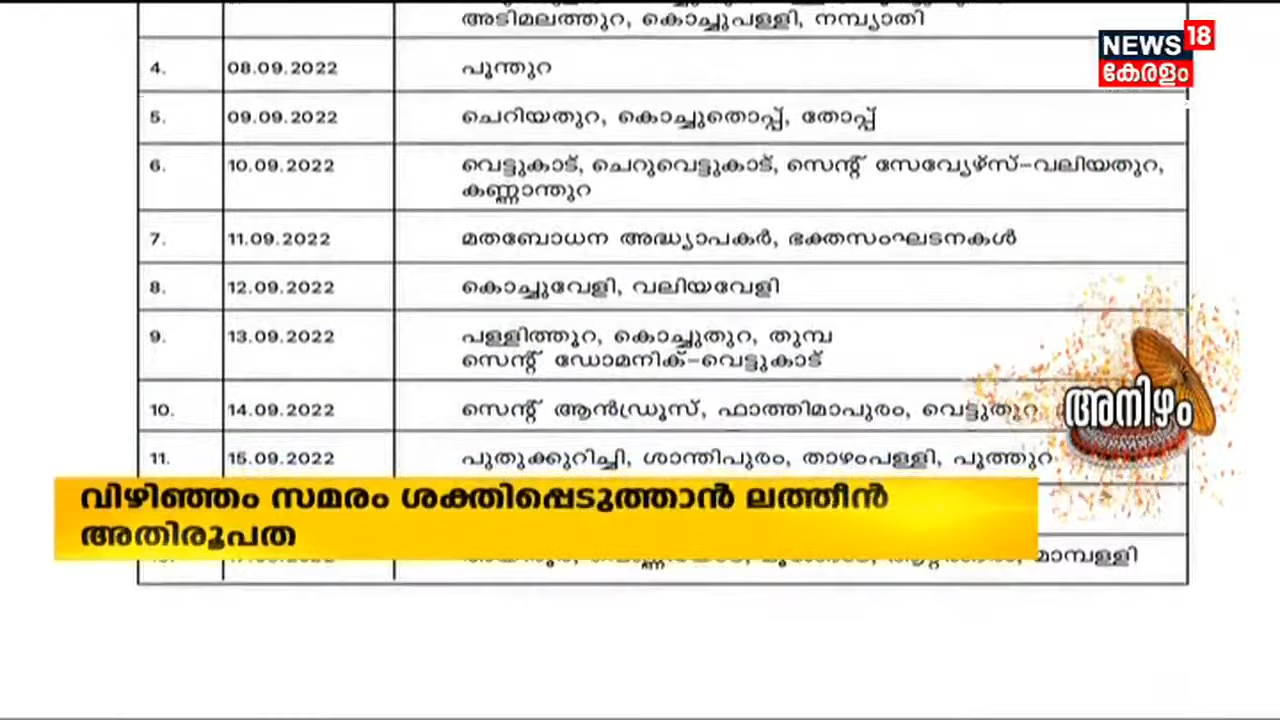 അടിമലത്തുറ, കൊച്ചുപള്ളി, നമ്പ്യാതി
NEWS 18
കേരളം
4. 08.09.2022 പൂന്തുറ
5. 09.09.2022 ചെറിയതുറ, കൊച്ചുതൊപ്പ്, തോപ്പ്
6. 10.09.2022 വെട്ടുകാട്, ചെറുവെട്ടുകാട്, സെന്റ് സേവ്യേഴ്സ്-വലിയതുറ,
കണ്ണാന്തുറ
7. 11.09.2022 മതബോധന അദ്ധ്യാപകർ, ഭക്തസംഘടനകൾ
8. 12.09.2022 കൊച്ചുവേളി, വലിയവേളി
9. 13.09.2022 പള്ളിത്തുറ, കൊച്ചുതുറ, തുമ്പ
സെന്റ് ഡോമനിക്-വെട്ടുകാട്
10. 14.09.2022 സെന്റ് ആൻഡ്രൂസ്, ഫാത്തിമാപുരം, വെട്ടുതുറ
അനിഴം
11. 15.09.2022 പുതുക്കുറിച്ചി, ശാന്തിപുരം, താഴംപള്ളി, പൂത്തുറ
വിഴിഞ്ഞം സമരം ശക്തിപ്പെടുത്താൻ ലത്തീൻ
അതിരൂപത
മാമ്പള്ളി